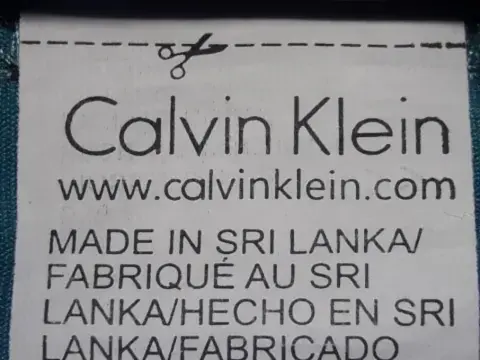 Calvin Klein
www.calvinklein.com
MADE IN SRI LANKA/
FABRIQUÉ AU SRI
LANKA/HECHO EN SRI
LANKA/FABRICADO